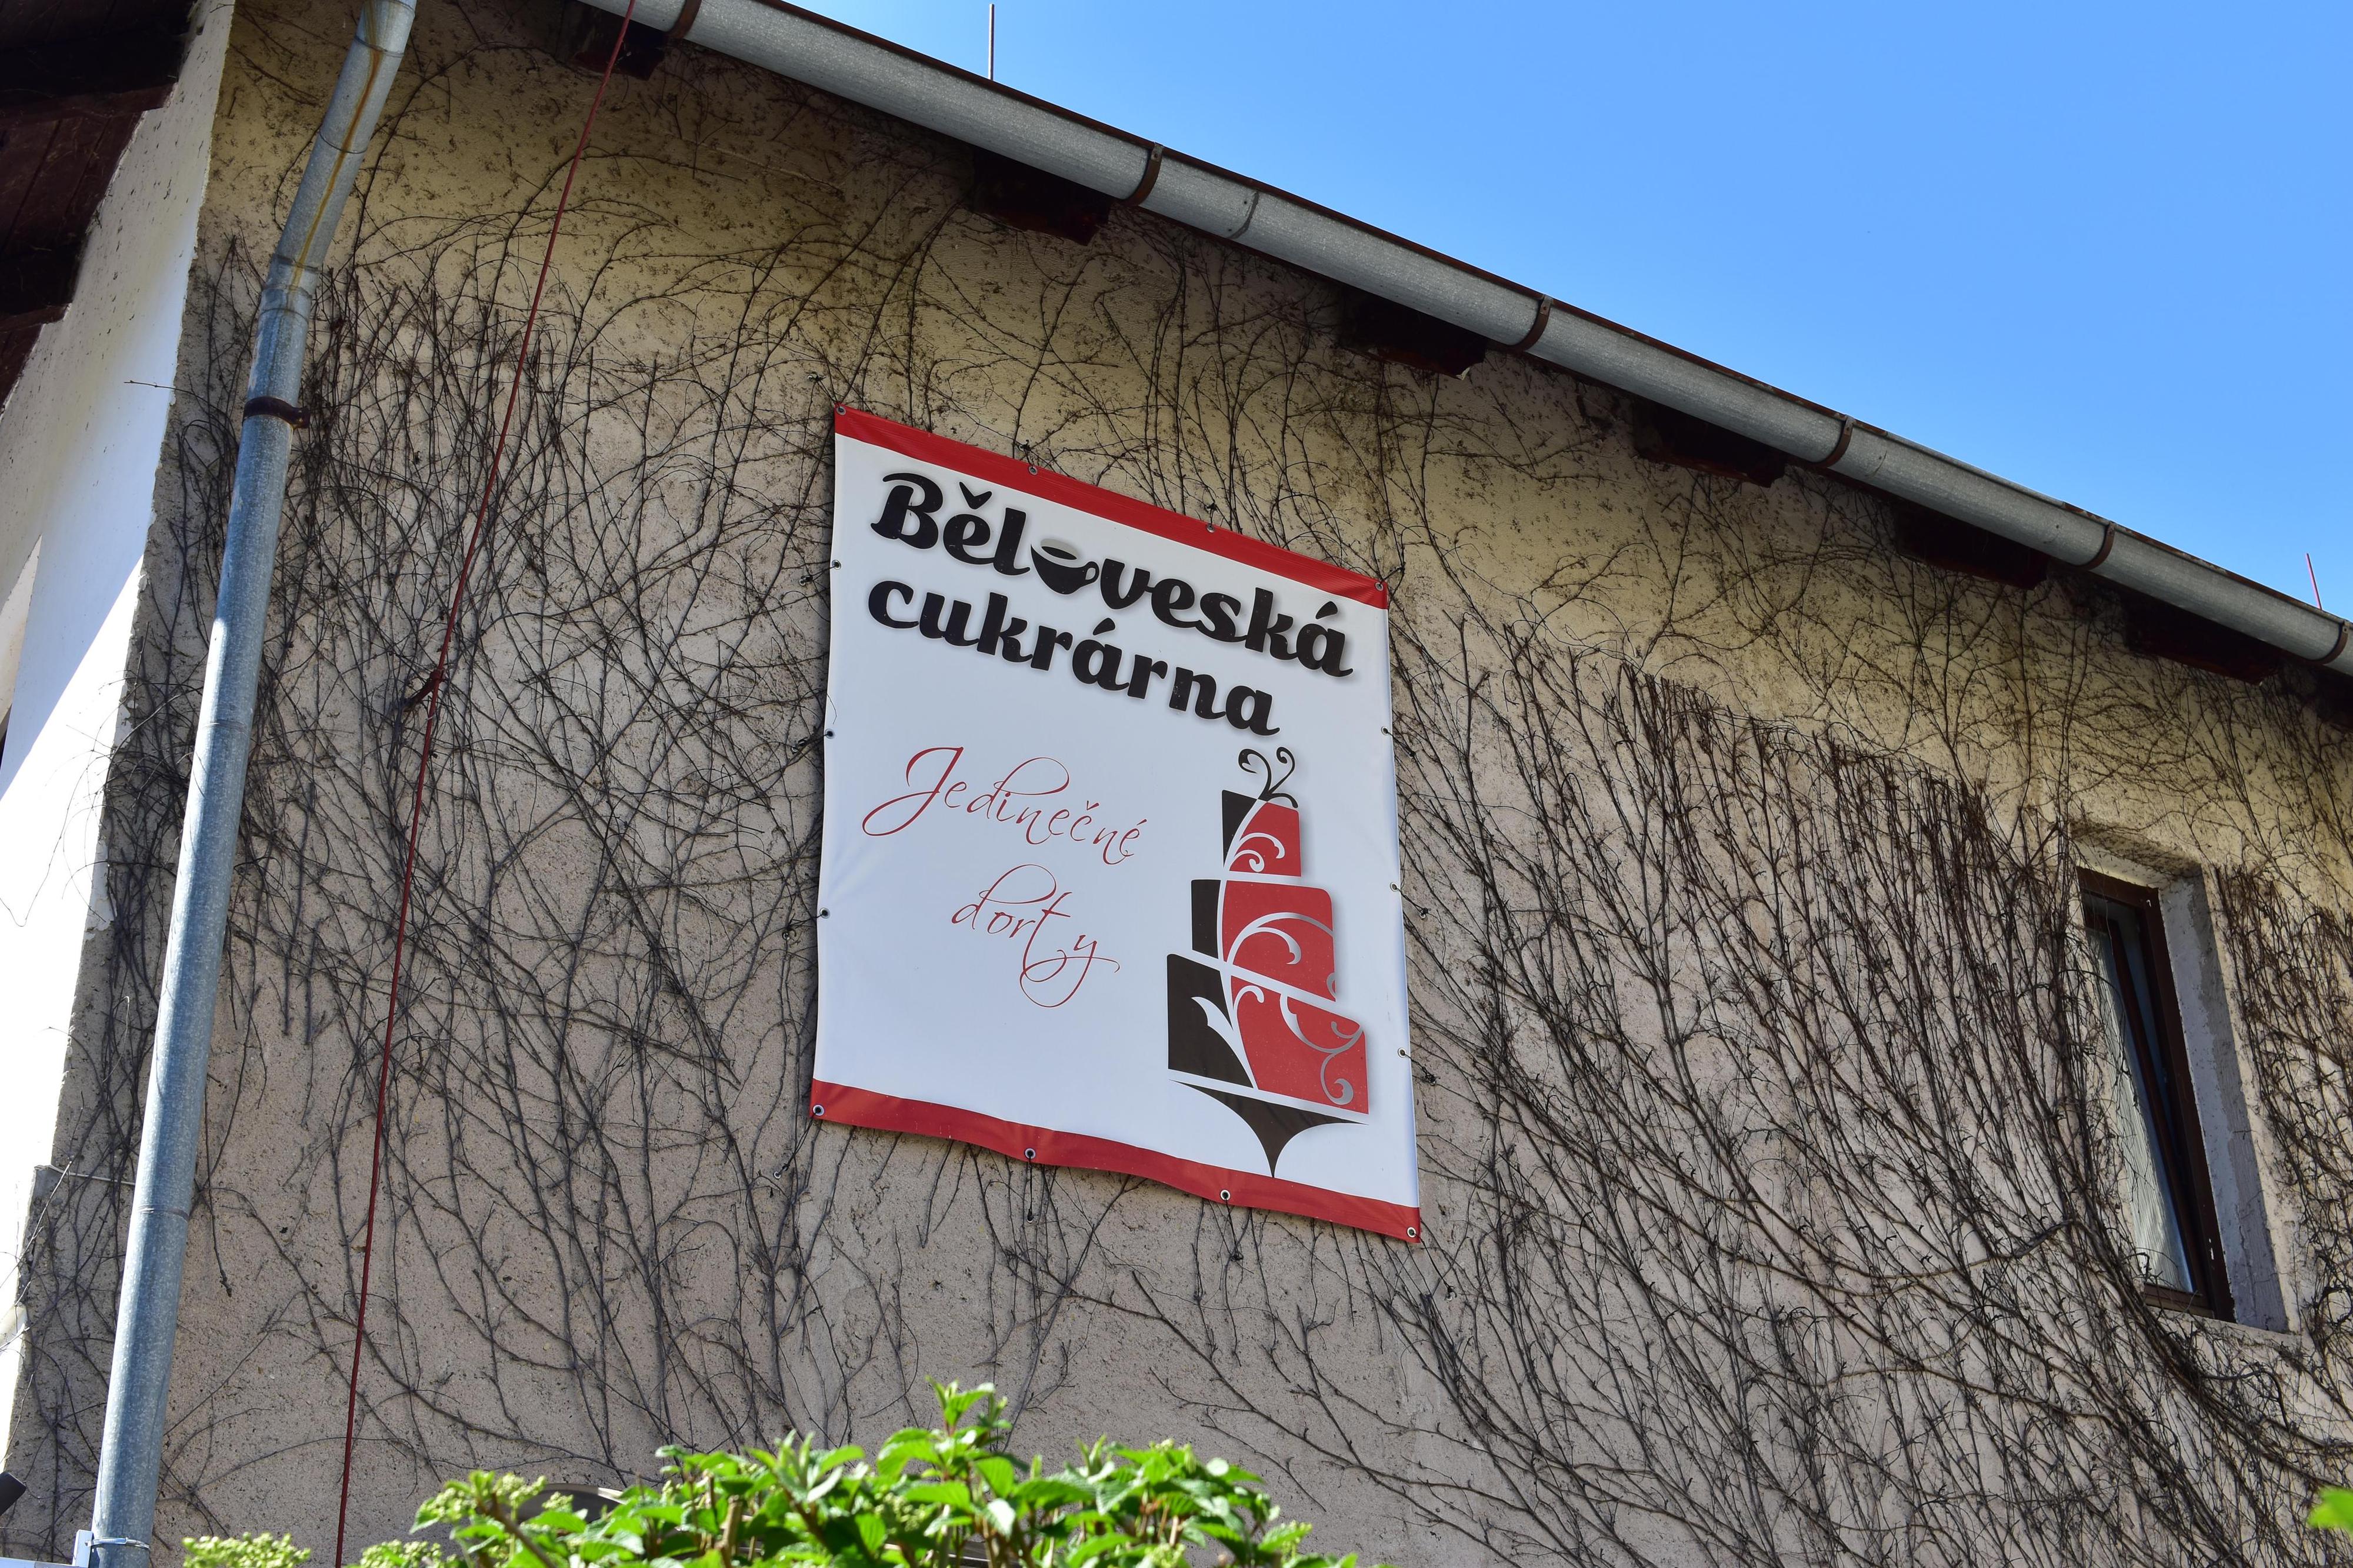 Běloveská
cukrárna
Jedinečné
dorty